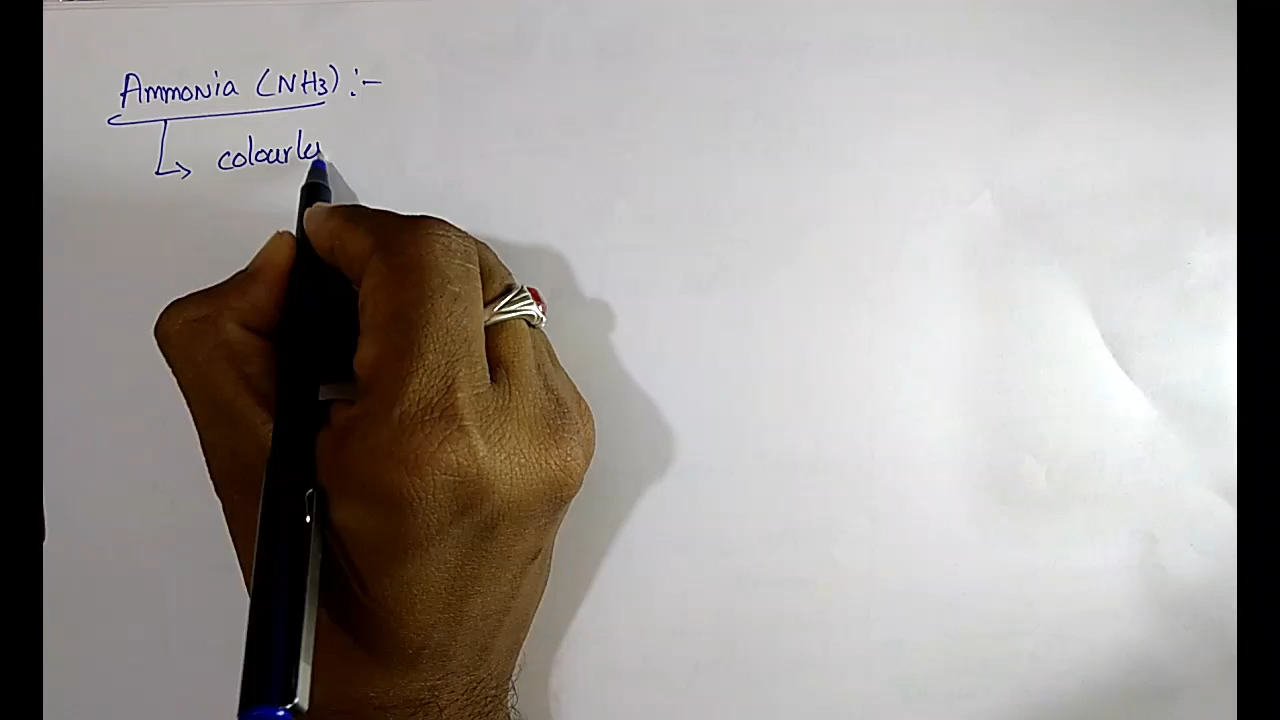 Ammonia (NH3) :-
↳ colourle